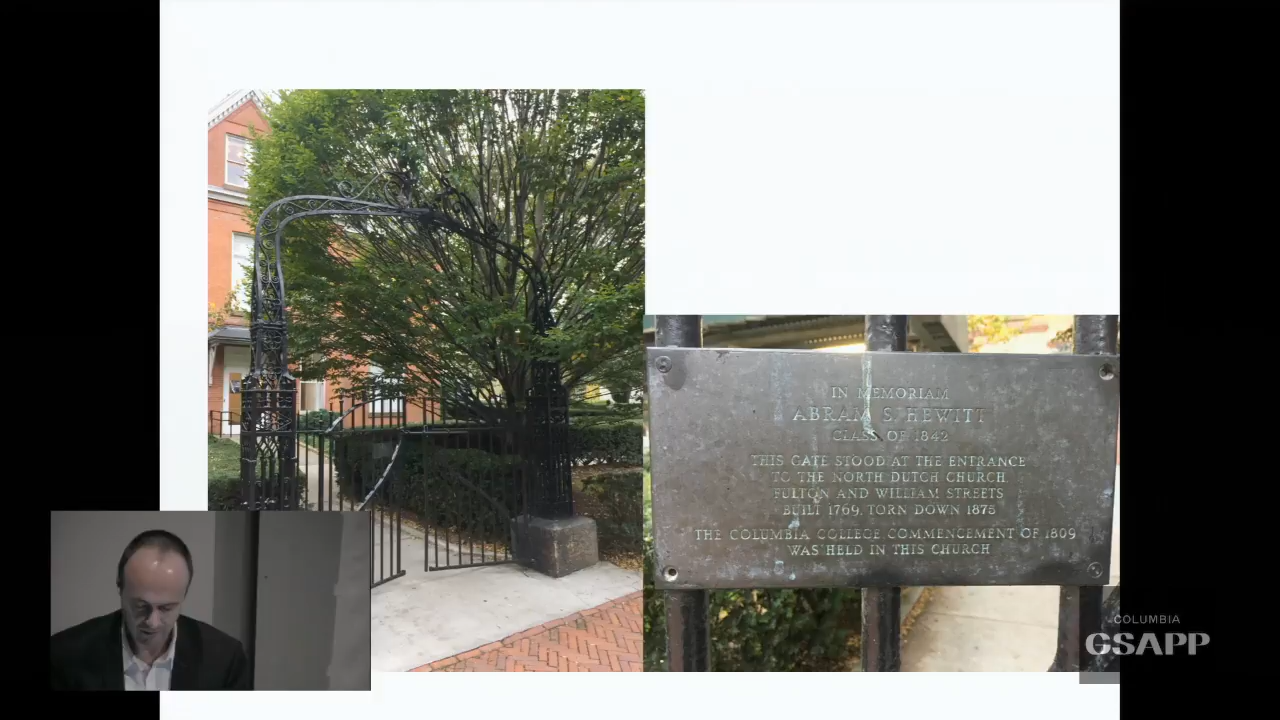 IN MEMORIAM
ABRAM S. HEWITT
CLASS OF 1842
THIS GATE STOOD AT THE ENTRANCE
TO THE NORTH DUTCH CHURCH,
FULTON AND WILLIAM STREETS
BUILT 1769, TORN DOWN 1875
THE COLUMBIA COLLEGE COMMENCEMENT OF 1809
WAS HELD IN THIS CHURCH
COLUMBIA
GSAPP